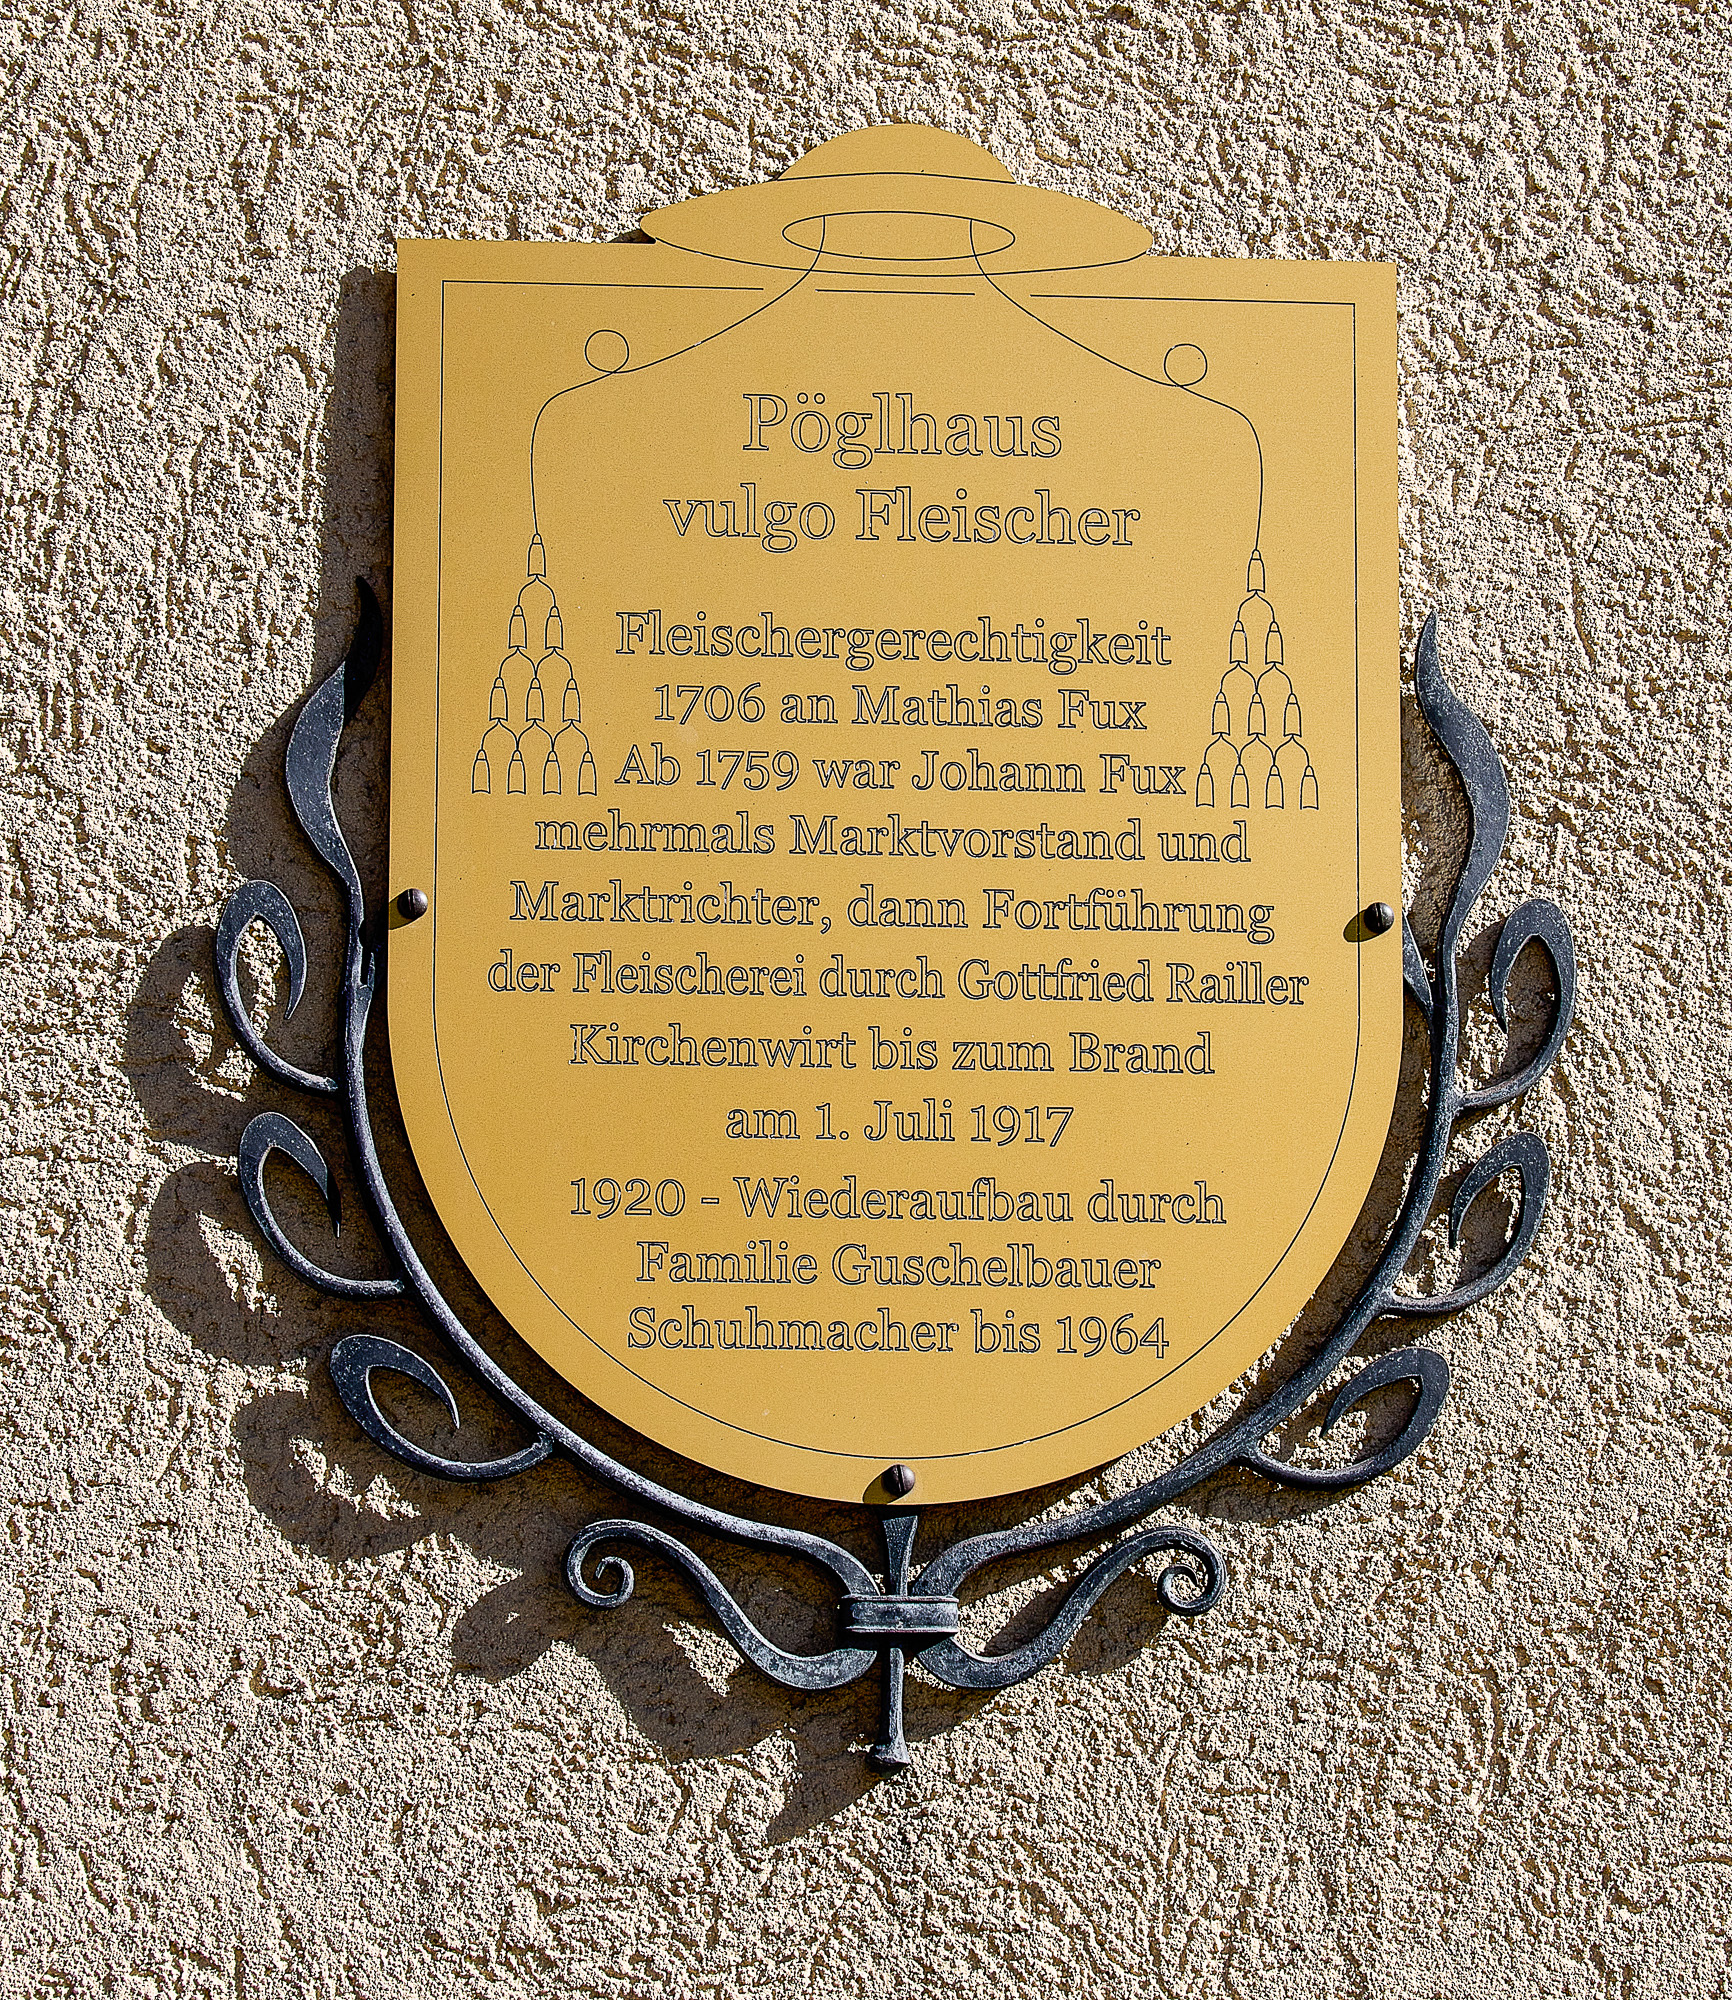 Pöglhaus
vulgo Fleischer
Fleischergerechtigkeit
1706 an Mathias Fux
Ab 1759 war Johann Fux
mehrmals Marktvorstand und
Marktrichter, dann Fortführung
der Fleischerei durch Gottfried Railler
Kirchenwirt bis zum Brand
am 1. Juli 1917
1920 - Wiederaufbau durch
Familie Guschelbauer
Schuhmacher bis 1964